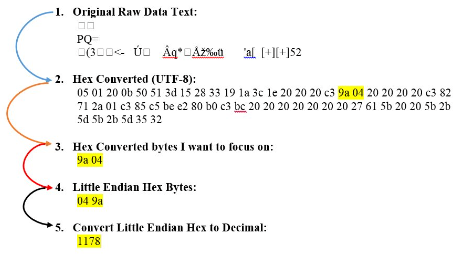 1. Original Raw Data Text:
□□
PQ=
□(3□□<- Ú□ Âq*□Åž‰ü 'a[ [+][+]52
2. Hex Converted (UTF-8):
05 01 20 0b 50 51 3d 15 28 33 19 1a 3c 1e 20 20 20 c3 9a 04 20 20 20 20 c3 82
71 2a 01 c3 85 c5 be e2 80 b0 c3 bc 20 20 20 20 20 20 20 27 61 5b 20 20 5b 2b
5d 5b 2b 5d 35 32
3. Hex Converted bytes I want to focus on:
9a 04
4. Little Endian Hex Bytes:
04 9a
5. Convert Little Endian Hex to Decimal:
1178